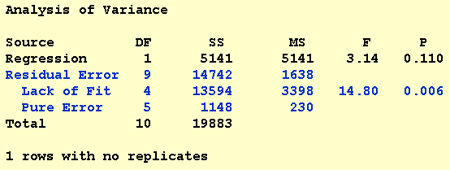 Analysis of Variance
Source DF SS MS F P
Regression 1 5141 5141 3.14 0.110
Residual Error 9 14742 1638
Lack of Fit 4 13594 3398 14.80 0.006
Pure Error 5 1148 230
Total 10 19883
1 rows with no replicates